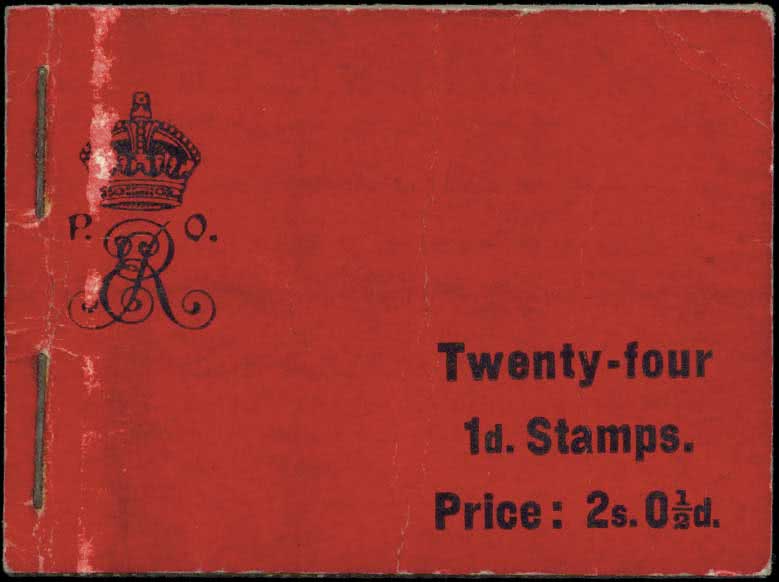 P. O.
Twenty-four
1d. Stamps.
Price: 2s. 0½d.